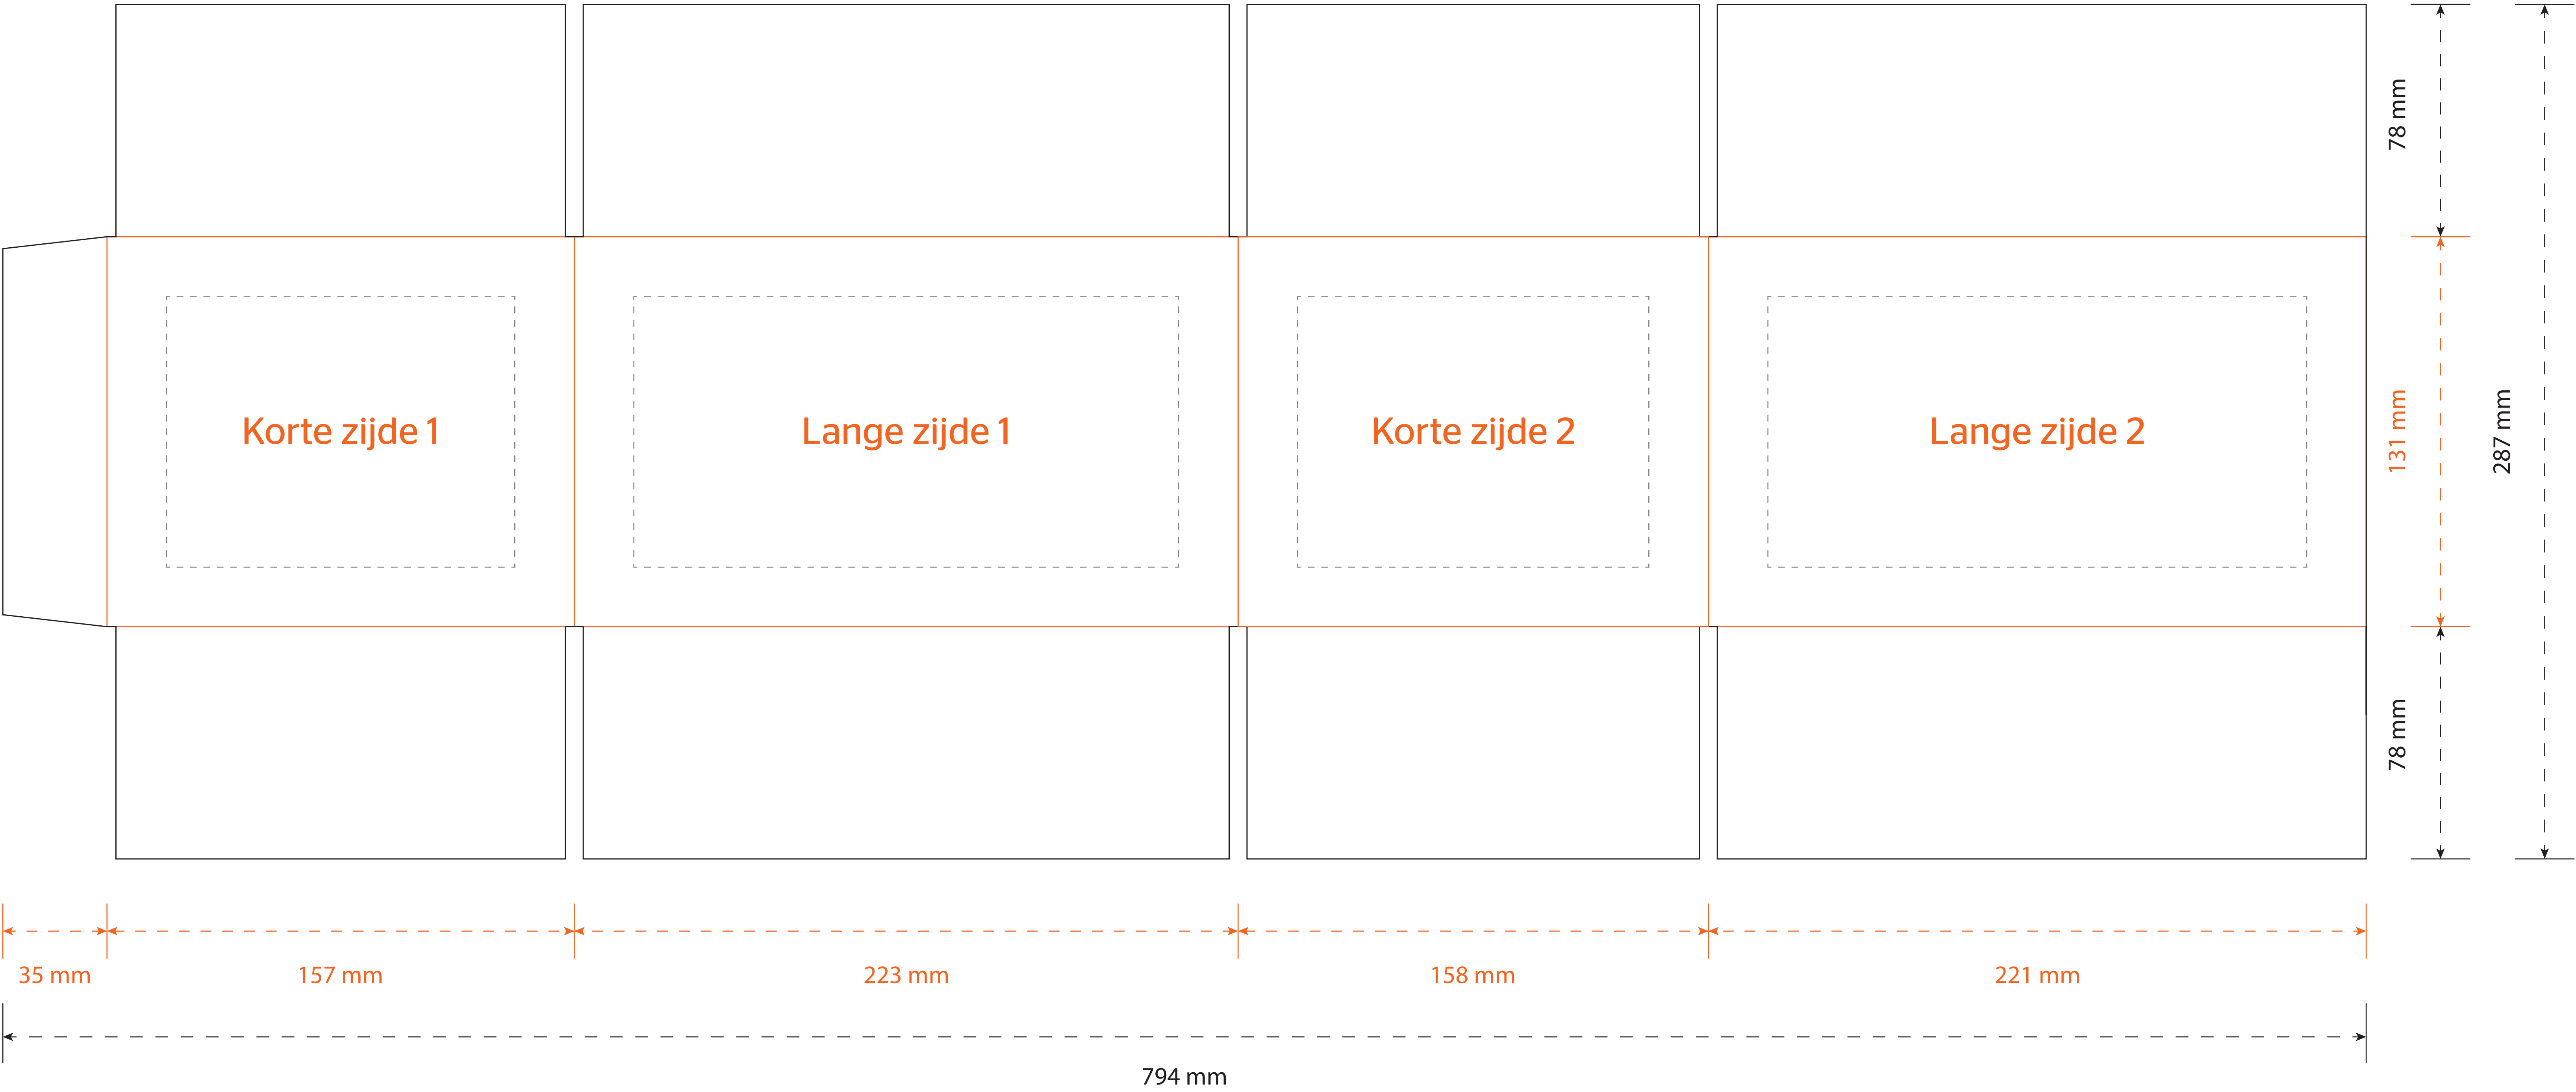 78 mm
Korte zijde 1
Lange zijde 1
Korte zijde 2
Lange zijde 2
131 mm
287 mm
78 mm
35 mm
157 mm
223 mm
158 mm
221 mm
794 mm